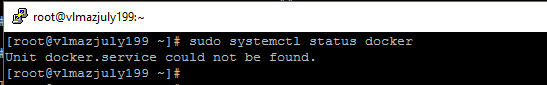 root@vlmazjuly199:~
[root@vlmazjuly199 ~]# sudo systemctl status docker
Unit docker.service could not be found.
[root@vlmazjuly199 ~]#